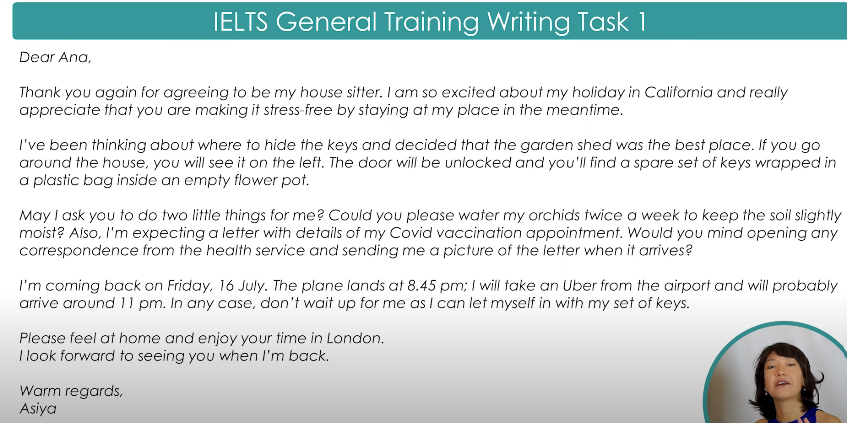 IELTS General Training Writing Task 1
Dear Ana,
Thank you again for agreeing to be my house sitter. I am so excited about my holiday in California and really
appreciate that you are making it stress-free by staying at my place in the meantime.
I've been thinking about where to hide the keys and decided that the garden shed was the best place. If you go
around the house, you will see it on the left. The door will be unlocked and you'll find a spare set of keys wrapped in
a plastic bag inside an empty flower pot.
May I ask you to do two little things for me? Could you please water my orchids twice a week to keep the soil slightly
moist? Also, I'm expecting a letter with details of my Covid vaccination appointment. Would you mind opening any
correspondence from the health service and sending me a picture of the letter when it arrives?
I'm coming back on Friday, 16 July. The plane lands at 8.45 pm; I will take an Uber from the airport and will probably
arrive around 11 pm. In any case, don't wait up for me as I can let myself in with my set of keys.
Please feel at home and enjoy your time in London.
I look forward to seeing you when I'm back.
Warm regards,
Asiya